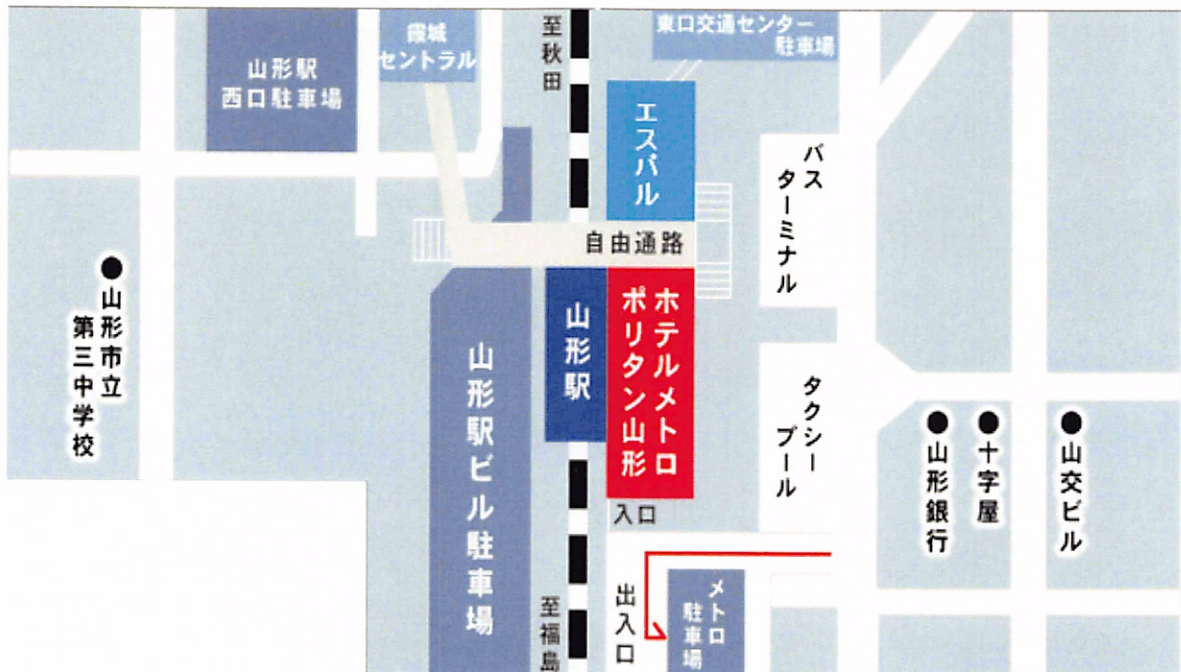 山形駅
西口駐車場
霞城
セントラル
至秋田
東口交通センター
駐車場
エスパル
バス
ターミナル
自由通路
山形市立
第三中学校
山形駅ビル駐車場
山形駅
ホテルメトロ
ポリタン山形
タクシー
プール
山形銀行
十字屋
山交ビル
入口
至福島
出入口
メトロ
駐車場